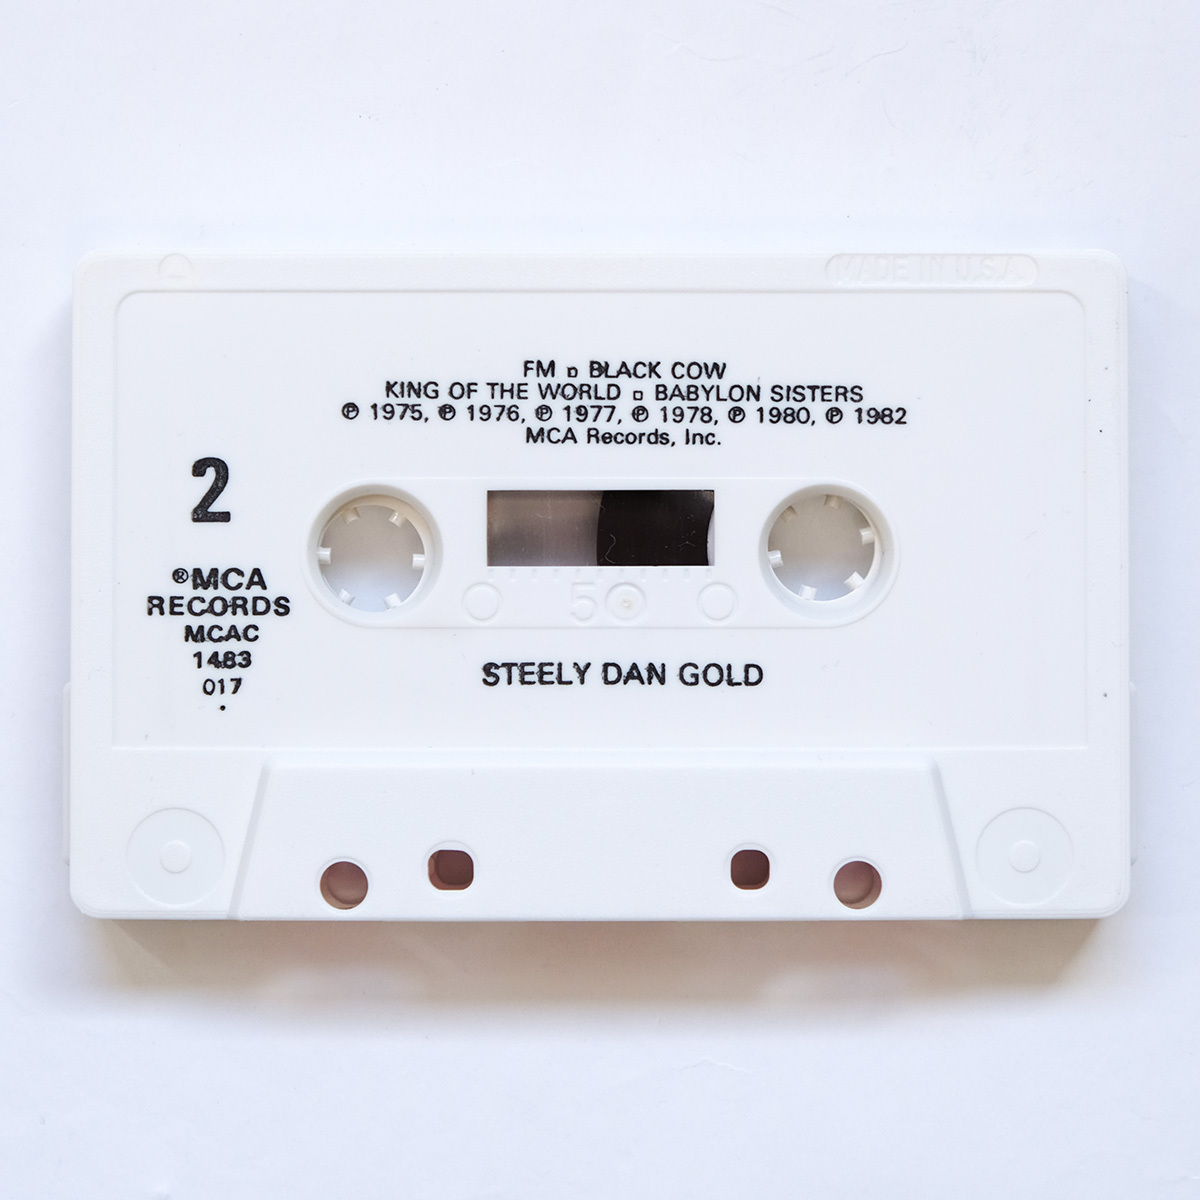 MADE IN U.S.A.
FM ▫ BLACK COW
KING OF THE WORLD ▫ BABYLON SISTERS
℗ 1975, ℗ 1976, ℗ 1977, ℗ 1978, ℗ 1980, ℗ 1982
MCA Records, Inc.
2
®MCA
RECORDS
MCAC
1483
017
50
STEELY DAN GOLD